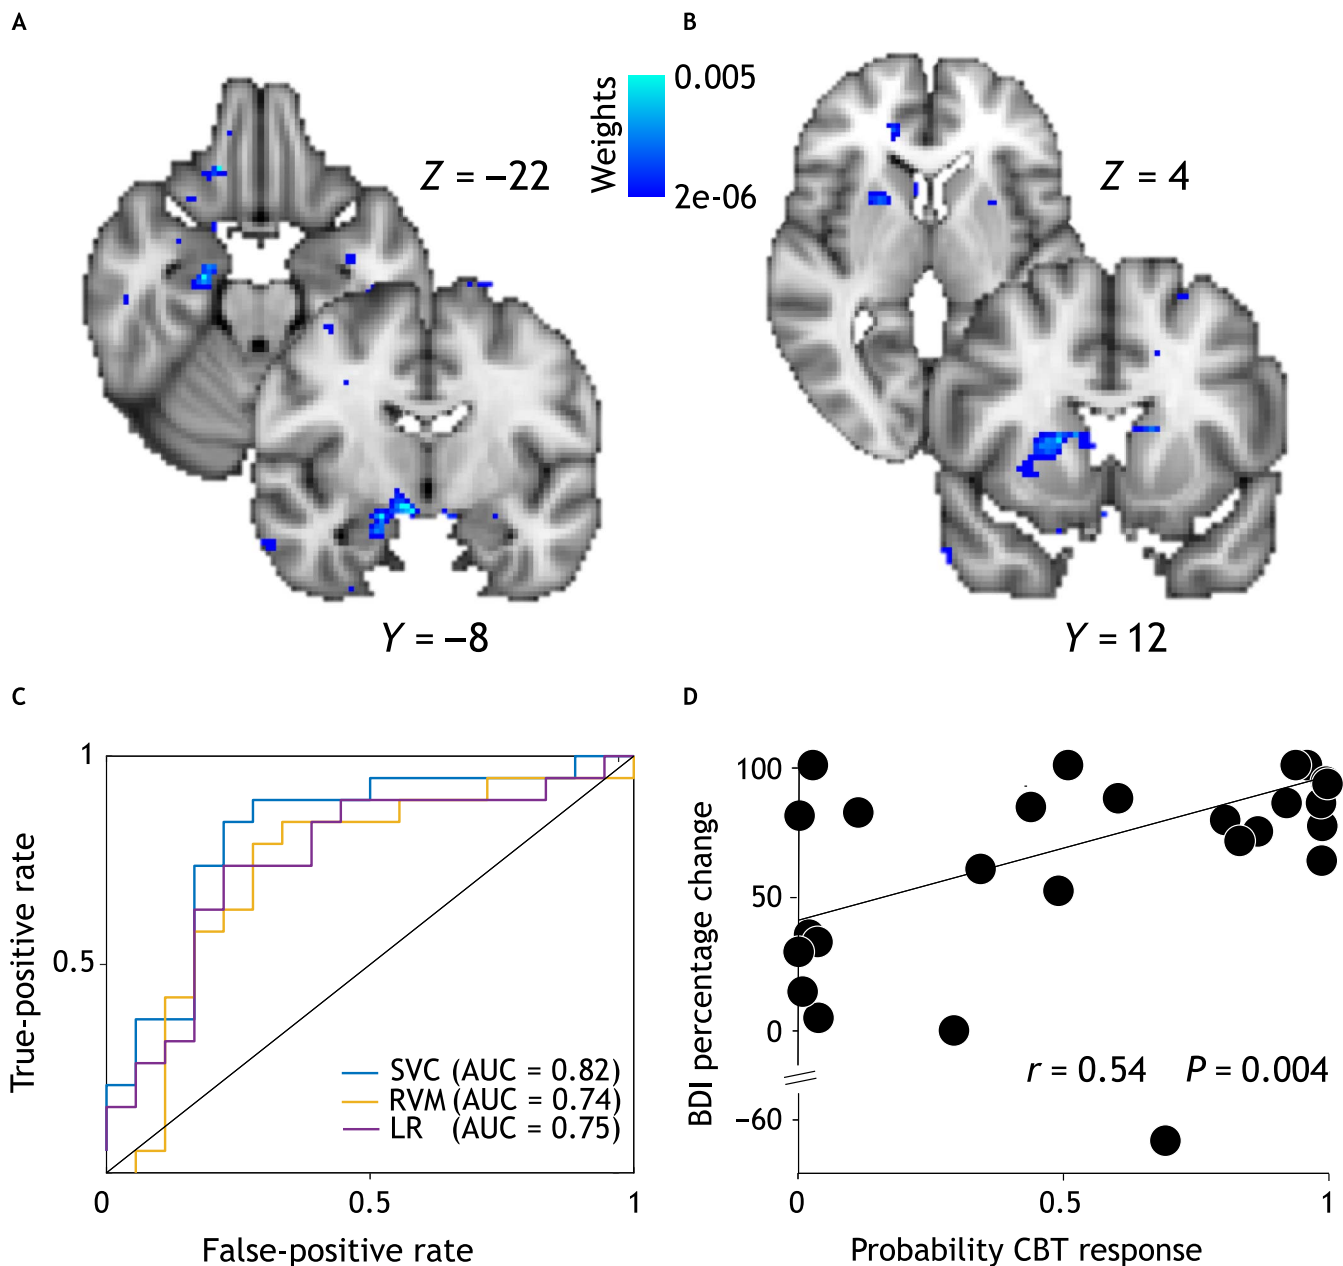 A
B
Weights
0.005
2e-06
Z = −22
Z = 4
Y = −8
Y = 12
C
True-positive rate
1
0.5
SVC (AUC = 0.82)
RVM (AUC = 0.74)
LR (AUC = 0.75)
0
0.5
1
False-positive rate
D
BDI percentage change
100
50
0
−60
r = 0.54 P = 0.004
0
0.5
1
Probability CBT response